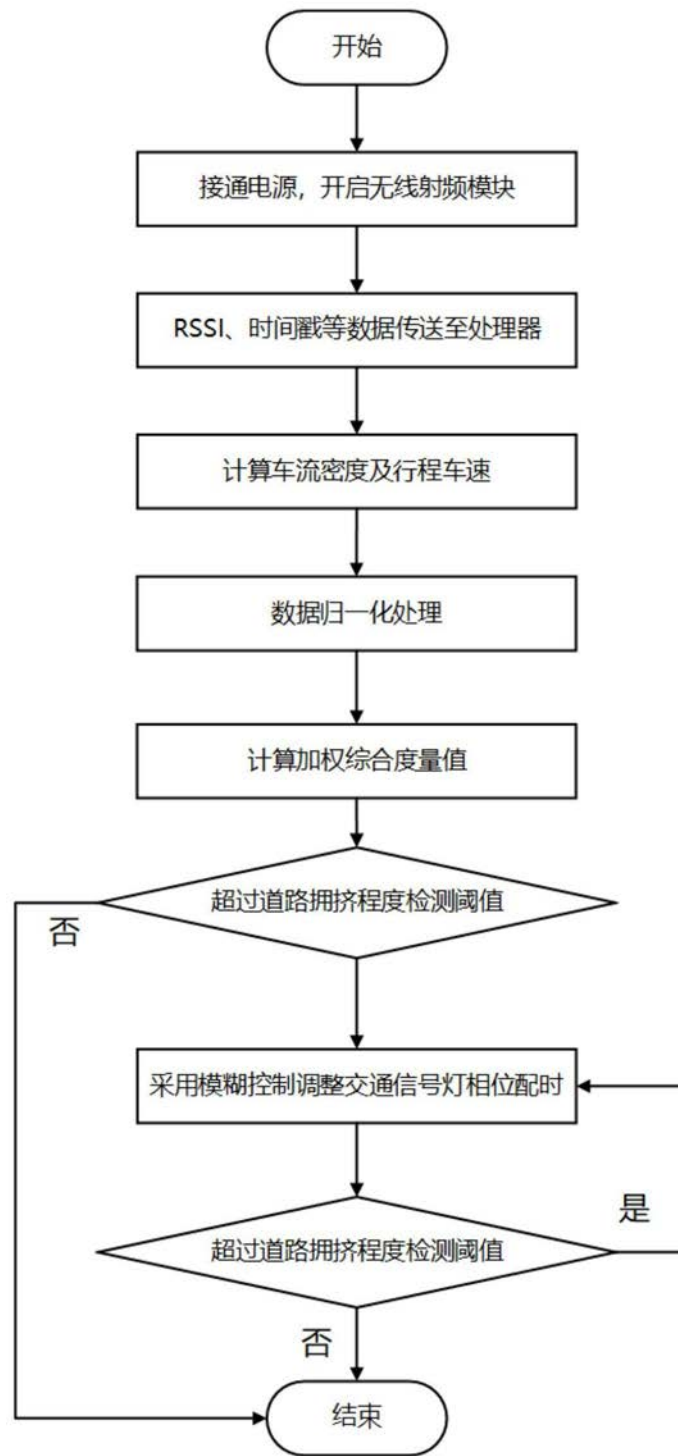 开始
接通电源，开启无线射频模块
RSSI、时间戳等数据传送至处理器
计算车流密度及行程车速
数据归一化处理
计算加权综合度量值
超过道路拥挤程度检测阈值
否
采用模糊控制调整交通信号灯相位配时
是
超过道路拥挤程度检测阈值
否
结束